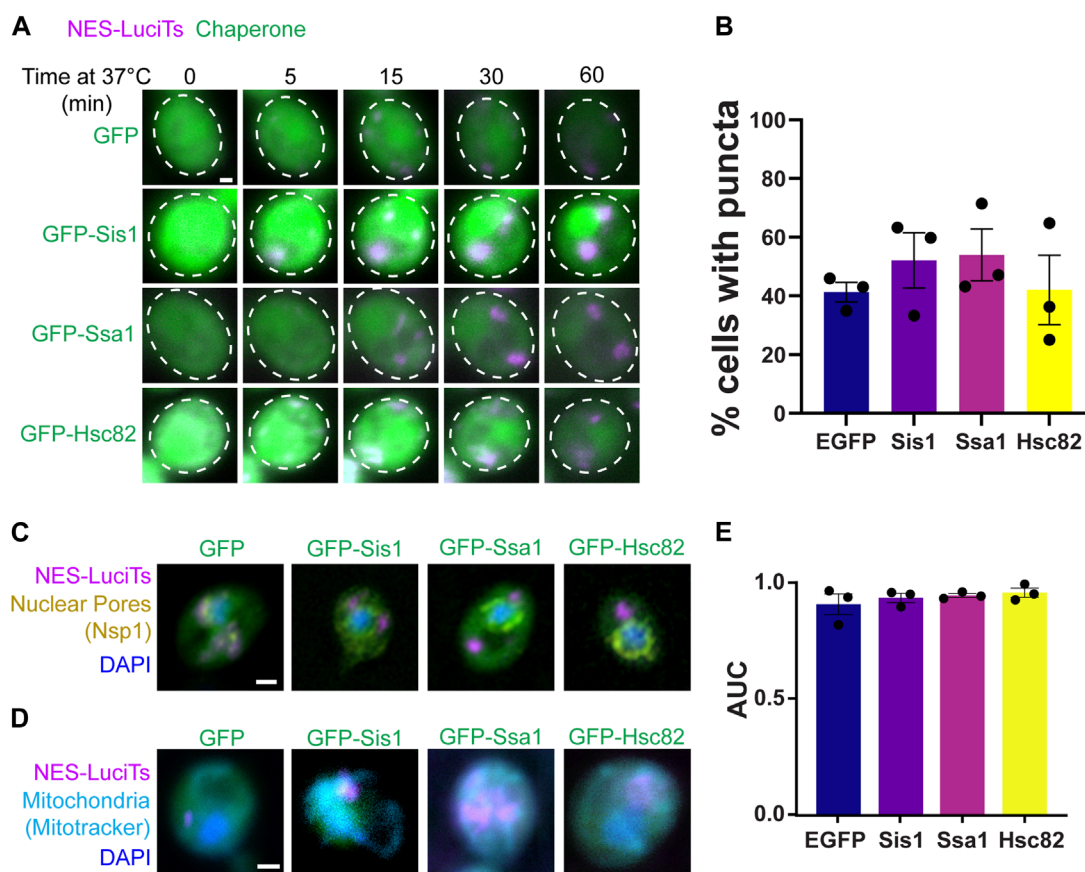 A
NES-LuciTs Chaperone
Time at 37°C
(min)
0 5 15 30 60
GFP
GFP-Sis1
GFP-Ssa1
GFP-Hsc82
B
% cells with puncta
100
80
60
40
20
0
EGFP Sis1 Ssa1 Hsc82
C
GFP GFP-Sis1 GFP-Ssa1 GFP-Hsc82
NES-LuciTs
Nuclear Pores
(Nsp1)
DAPI
D
GFP GFP-Sis1 GFP-Ssa1 GFP-Hsc82
NES-LuciTs
Mitochondria
(Mitotracker)
DAPI
E
AUC
1.0
0.5
0.0
EGFP Sis1 Ssa1 Hsc82